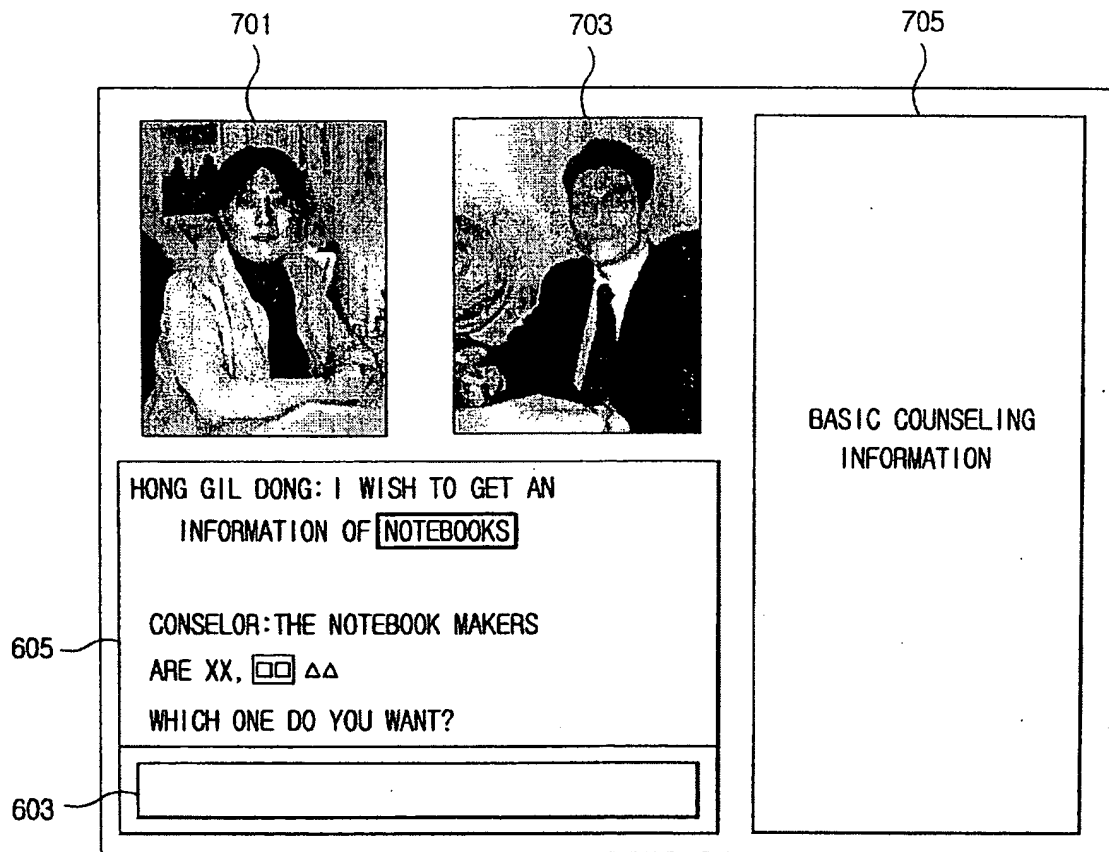 701
703
705
BASIC COUNSELING
INFORMATION
HONG GIL DONG: I WISH TO GET AN
INFORMATION OF NOTEBOOKS
CONSELOR:THE NOTEBOOK MAKERS
ARE XX, □□ △△
WHICH ONE DO YOU WANT?
605
603